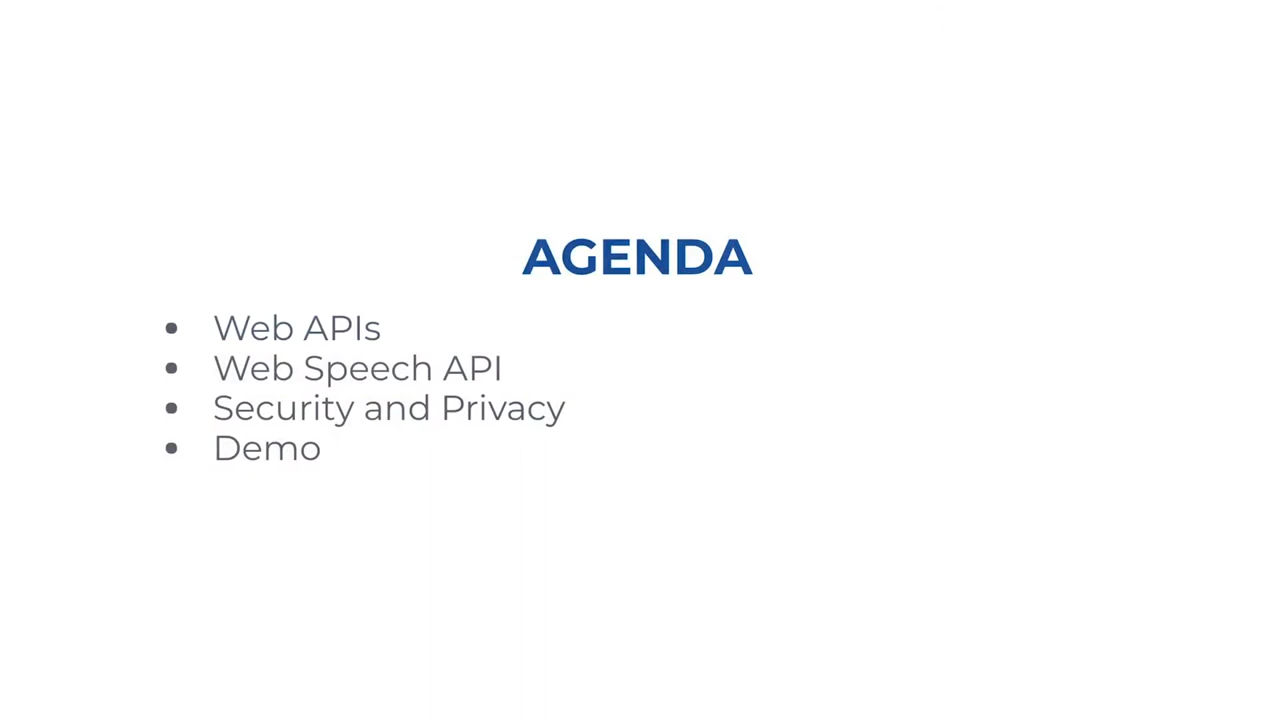 AGENDA
• Web APIs
• Web Speech API
• Security and Privacy
• Demo